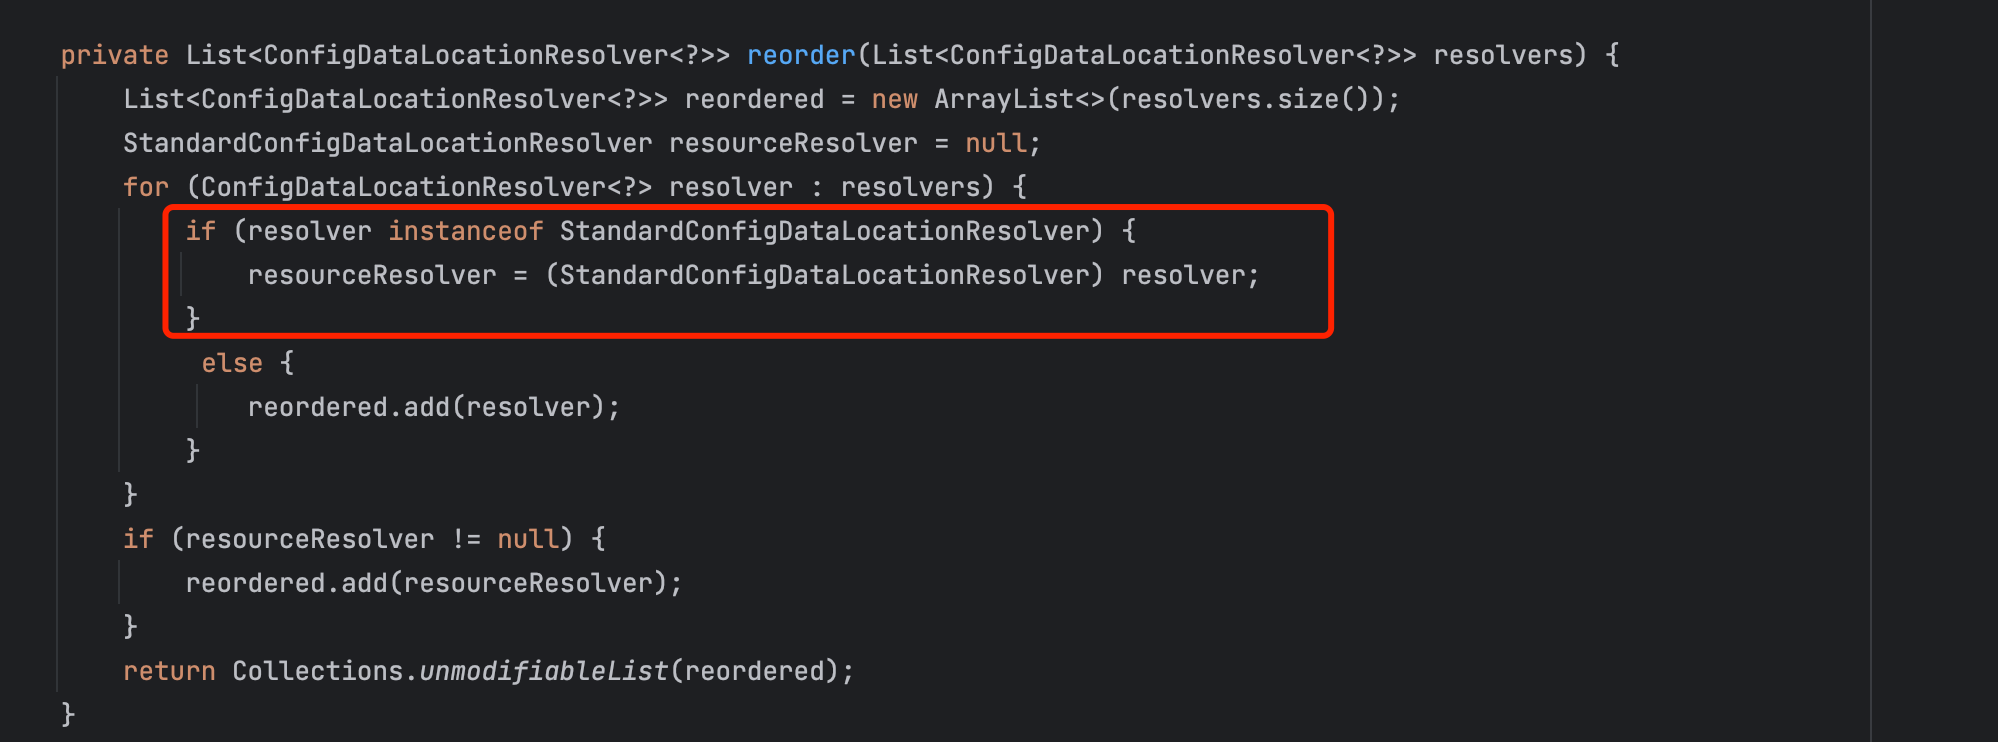 private List<ConfigDataLocationResolver<?>> reorder(List<ConfigDataLocationResolver<?>> resolvers) {
    List<ConfigDataLocationResolver<?>> reordered = new ArrayList<>(resolvers.size());
    StandardConfigDataLocationResolver resourceResolver = null;
    for (ConfigDataLocationResolver<?> resolver : resolvers) {
        if (resolver instanceof StandardConfigDataLocationResolver) {
            resourceResolver = (StandardConfigDataLocationResolver) resolver;
        }
         else {
            reordered.add(resolver);
        }
    }
    if (resourceResolver != null) {
        reordered.add(resourceResolver);
    }
    return Collections.unmodifiableList(reordered);
}